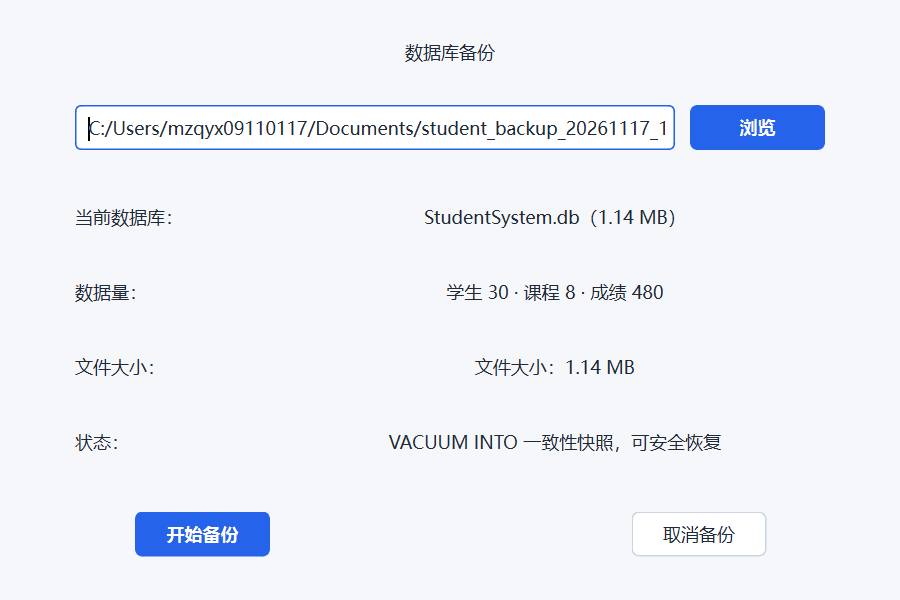 数据库备份
C:/Users/mzqyx09110117/Documents/student_backup_20261117_1
浏览
当前数据库: StudentSystem.db（1.14 MB）
数据量: 学生 30 · 课程 8 · 成绩 480
文件大小: 文件大小：1.14 MB
状态: VACUUM INTO 一致性快照，可安全恢复
开始备份 取消备份